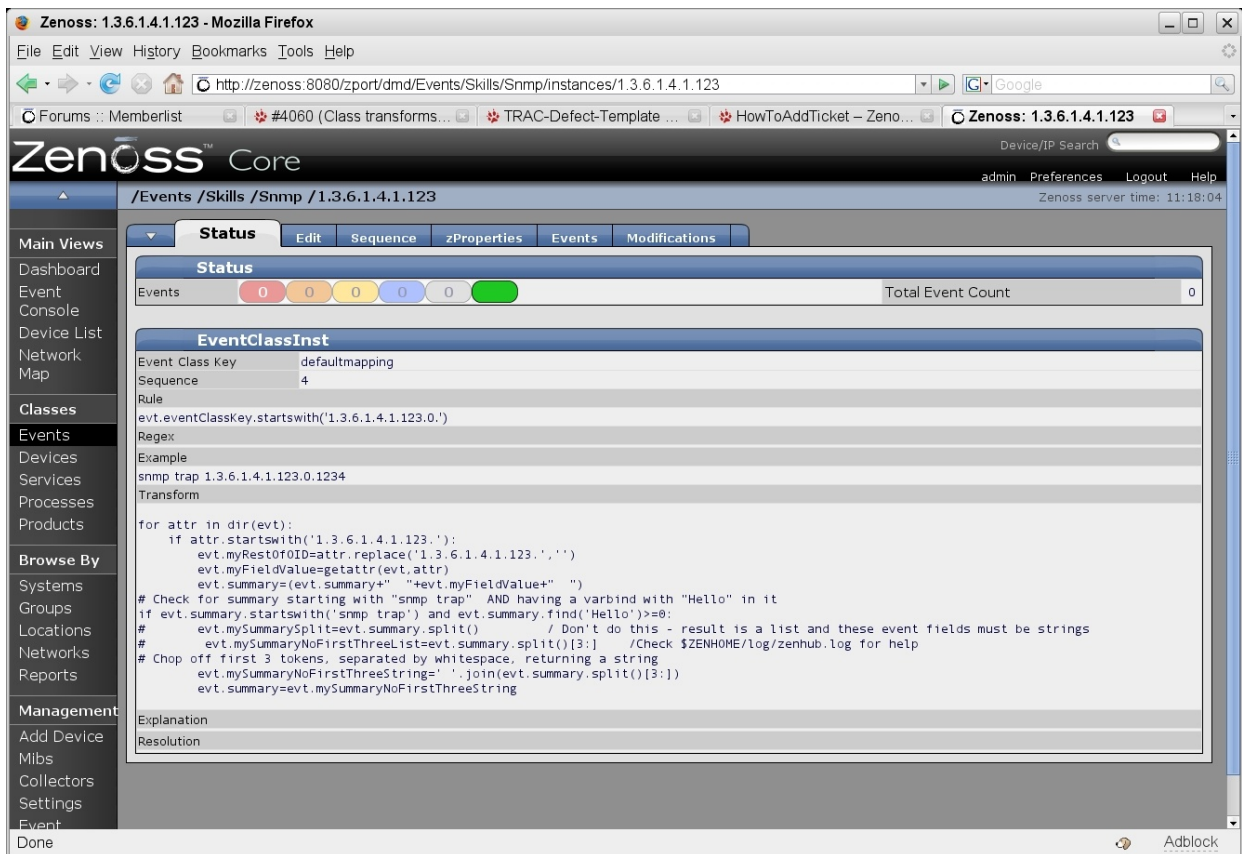 Zenoss: 1.3.6.1.4.1.123 - Mozilla Firefox
File Edit View History Bookmarks Tools Help
http://zenoss:8080/zport/dmd/Events/Skills/Snmp/instances/1.3.6.1.4.1.123
G Google
Forums :: Memberlist #4060 (Class transforms... TRAC-Defect-Template ... HowToAddTicket – Zeno... Zenoss: 1.3.6.1.4.1.123
Zenoss™ Core
Device/IP Search
admin Preferences Logout Help
/Events /Skills /Snmp /1.3.6.1.4.1.123
Zenoss server time: 11:18:04
Main Views
Dashboard
Event
Console
Device List
Network
Map
Classes
Events
Devices
Services
Processes
Products
Browse By
Systems
Groups
Locations
Networks
Reports
Management
Add Device
Mibs
Collectors
Settings
Event
Status Edit Sequence zProperties Events Modifications
Status
Events 0 0 0 0 0 Total Event Count 0
EventClassInst
Event Class Key defaultmapping
Sequence 4
Rule
evt.eventClassKey.startswith('1.3.6.1.4.1.123.0.')
Regex
Example
snmp trap 1.3.6.1.4.1.123.0.1234
Transform
for attr in dir(evt):
if attr.startswith('1.3.6.1.4.1.123.'):
evt.myRestOfOID=attr.replace('1.3.6.1.4.1.123.','')
evt.myFieldValue=getattr(evt,attr)
evt.summary=(evt.summary+"  "+evt.myFieldValue+"  ")
# Check for summary starting with "snmp trap"  AND having a varbind with "Hello" in it
if evt.summary.startswith('snmp trap') and evt.summary.find('Hello')>=0:
#        evt.mySummarySplit=evt.summary.split()          / Don't do this - result is a list and these event fields must be strings
#        evt.mySummaryNoFirstThreeList=evt.summary.split()[3:]    /Check $ZENHOME/log/zenhub.log for help
# Chop off first 3 tokens, separated by whitespace, returning a string
evt.mySummaryNoFirstThreeString=' '.join(evt.summary.split()[3:])
evt.summary=evt.mySummaryNoFirstThreeString
Explanation
Resolution
Done
Adblock